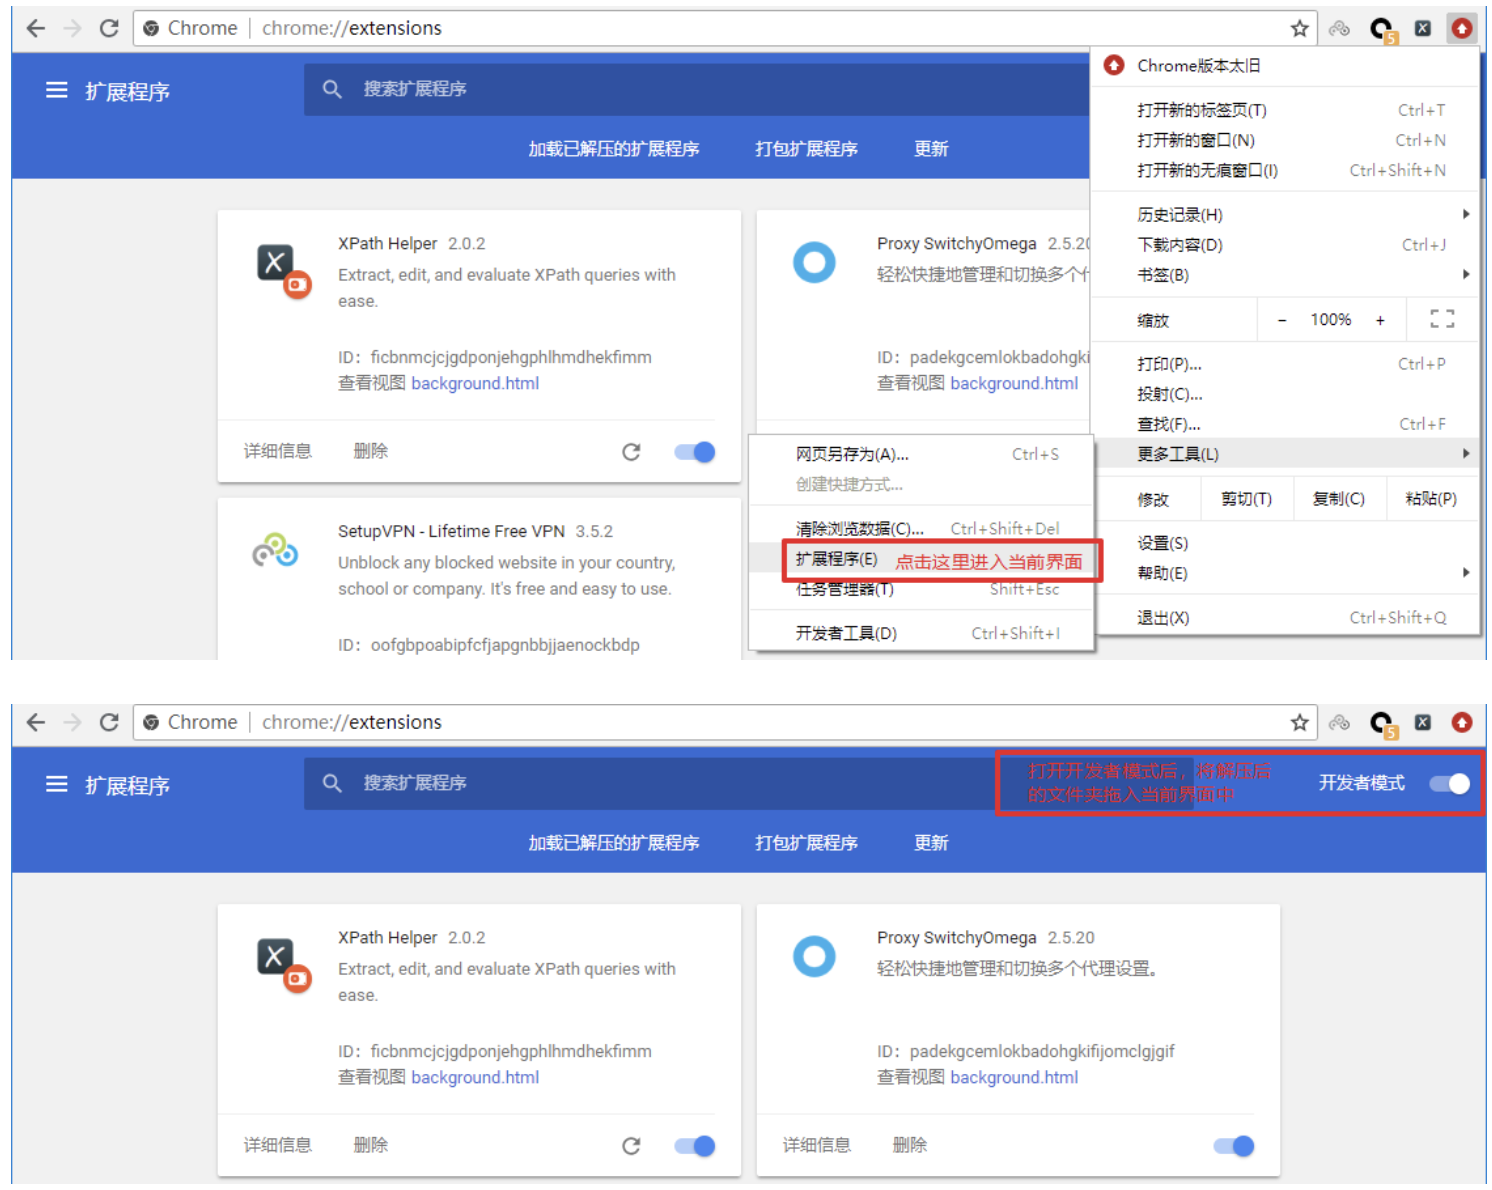 Chrome | chrome://extensions
5
扩展程序
搜索扩展程序
加载已解压的扩展程序 打包扩展程序 更新
Chrome版本太旧
打开新的标签页(T) Ctrl+T
打开新的窗口(N) Ctrl+N
打开新的无痕窗口(I) Ctrl+Shift+N
历史记录(H)
下载内容(D) Ctrl+J
书签(B)
缩放 - 100% +
打印(P)... Ctrl+P
投射(C)...
查找(F)... Ctrl+F
更多工具(L)
修改 剪切(T) 复制(C) 粘贴(P)
设置(S)
帮助(E)
退出(X) Ctrl+Shift+Q
网页另存为(A)... Ctrl+S
创建快捷方式...
清除浏览数据(C)... Ctrl+Shift+Del
扩展程序(E) 点击这里进入当前界面
任务管理器(T) Shift+Esc
开发者工具(D) Ctrl+Shift+I
XPath Helper 2.0.2
Extract, edit, and evaluate XPath queries with
ease.
ID: ficbnmcjcjgdponjehgphlhmdhekfimm
查看视图 background.html
详细信息 删除
Proxy SwitchyOmega 2.5.20
轻松快捷地管理和切换多个
ID: padekgcemlokbadohgki
查看视图 background.html
SetupVPN - Lifetime Free VPN 3.5.2
Unblock any blocked website in your country,
school or company. It's free and easy to use.
ID: oofgbpoabipfcfjapgnbbjjaenockbdp
Chrome | chrome://extensions
5
扩展程序
搜索扩展程序
打开开发者模式后，将解压后
的文件夹拖入当前界面中
开发者模式
加载已解压的扩展程序 打包扩展程序 更新
XPath Helper 2.0.2
Extract, edit, and evaluate XPath queries with
ease.
ID: ficbnmcjcjgdponjehgphlhmdhekfimm
查看视图 background.html
详细信息 删除
Proxy SwitchyOmega 2.5.20
轻松快捷地管理和切换多个代理设置。
ID: padekgcemlokbadohgkifijomclgjgif
查看视图 background.html
详细信息 删除